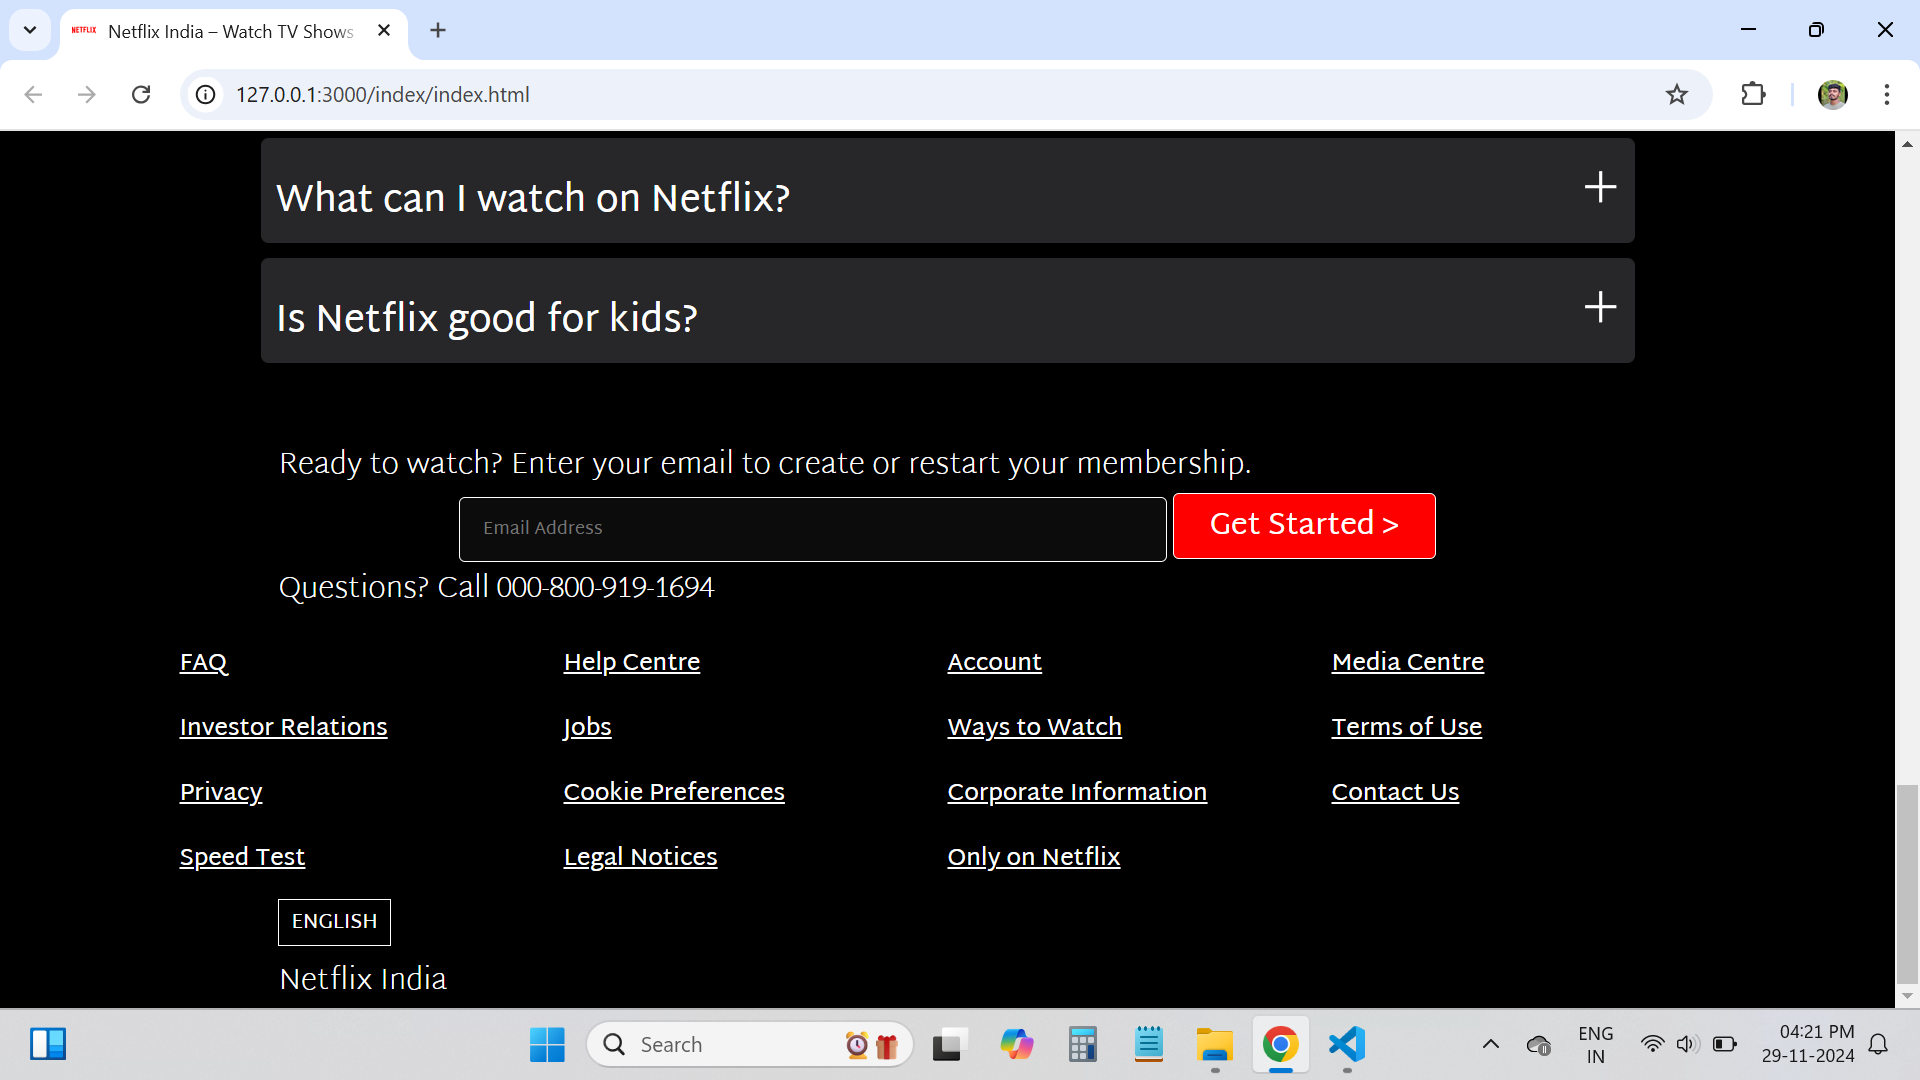 NETFLIX Netflix India – Watch TV Shows
127.0.0.1:3000/index/index.html
What can I watch on Netflix?
Is Netflix good for kids?
Ready to watch? Enter your email to create or restart your membership.
Email Address
Get Started >
Questions? Call 000-800-919-1694
FAQ Help Centre Account Media Centre
Investor Relations Jobs Ways to Watch Terms of Use
Privacy Cookie Preferences Corporate Information Contact Us
Speed Test Legal Notices Only on Netflix
ENGLISH
Netflix India
Search
ENG
IN
04:21 PM
29-11-2024